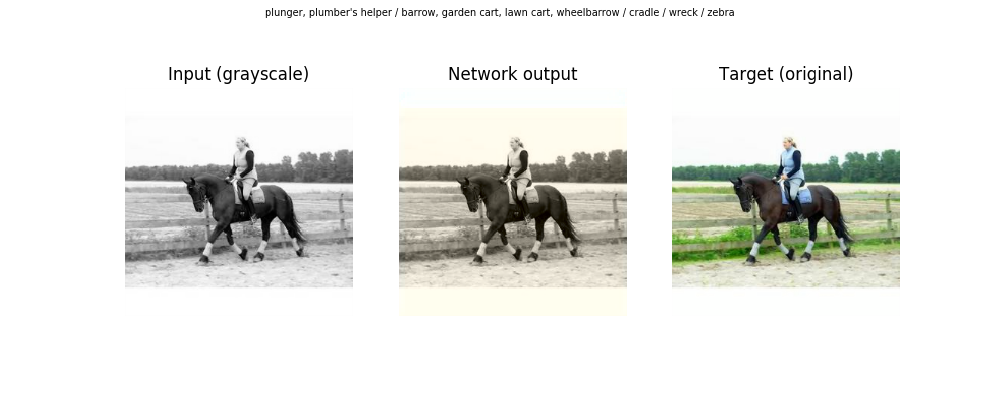 plunger, plumber's helper / barrow, garden cart, lawn cart, wheelbarrow / cradle / wreck / zebra
Input (grayscale)
Network output
Target (original)